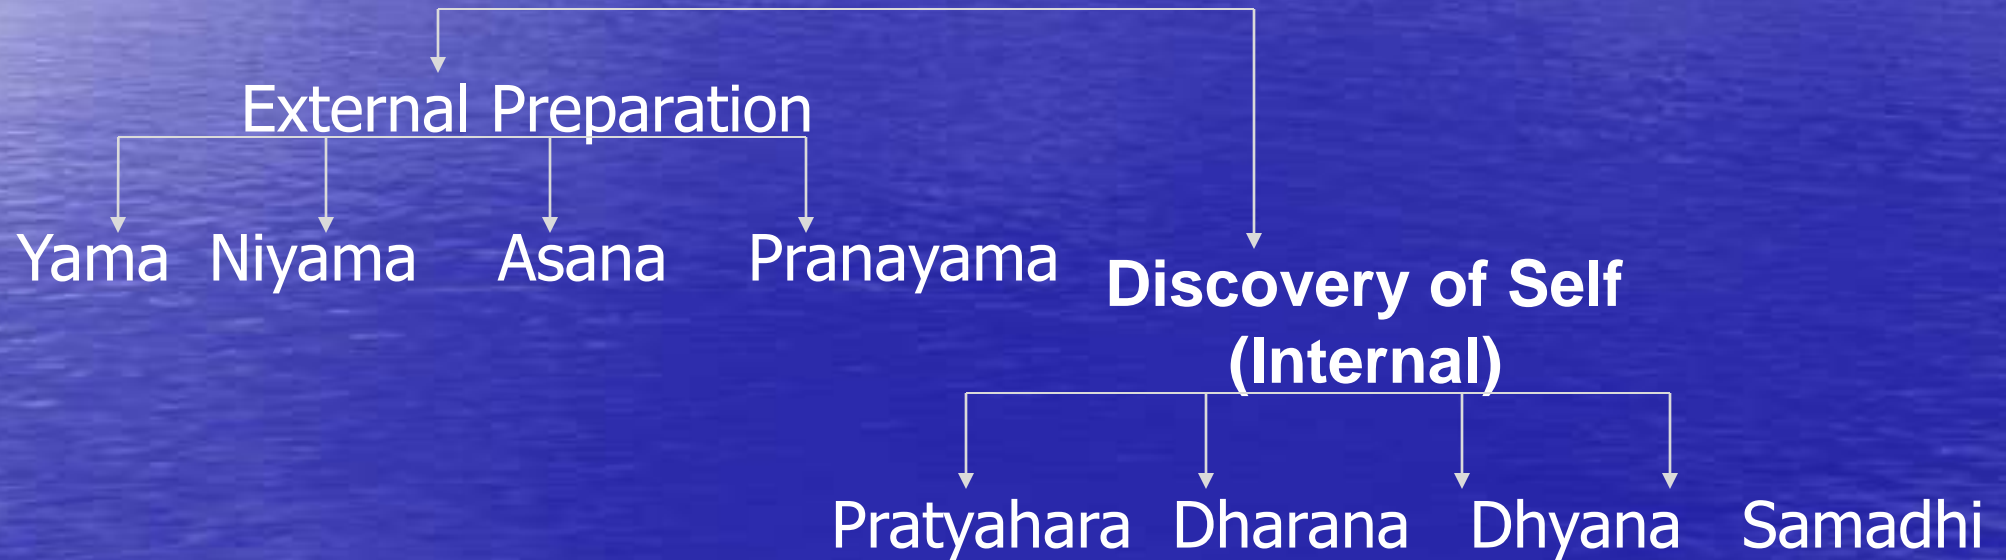 External Preparation
Yama Niyama Asana Pranayama
Discovery of Self
(Internal)
Pratyahara Dharana Dhyana Samadhi